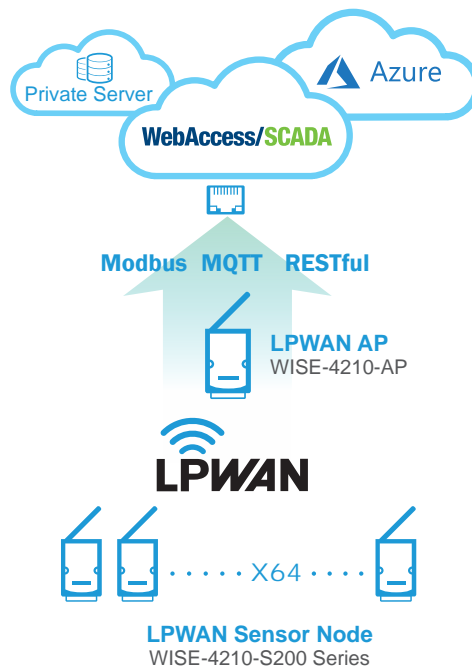 Private Server
Azure
WebAccess/SCADA
Modbus MQTT RESTful
LPWAN AP
WISE-4210-AP
LPWAN
X64
LPWAN Sensor Node
WISE-4210-S200 Series